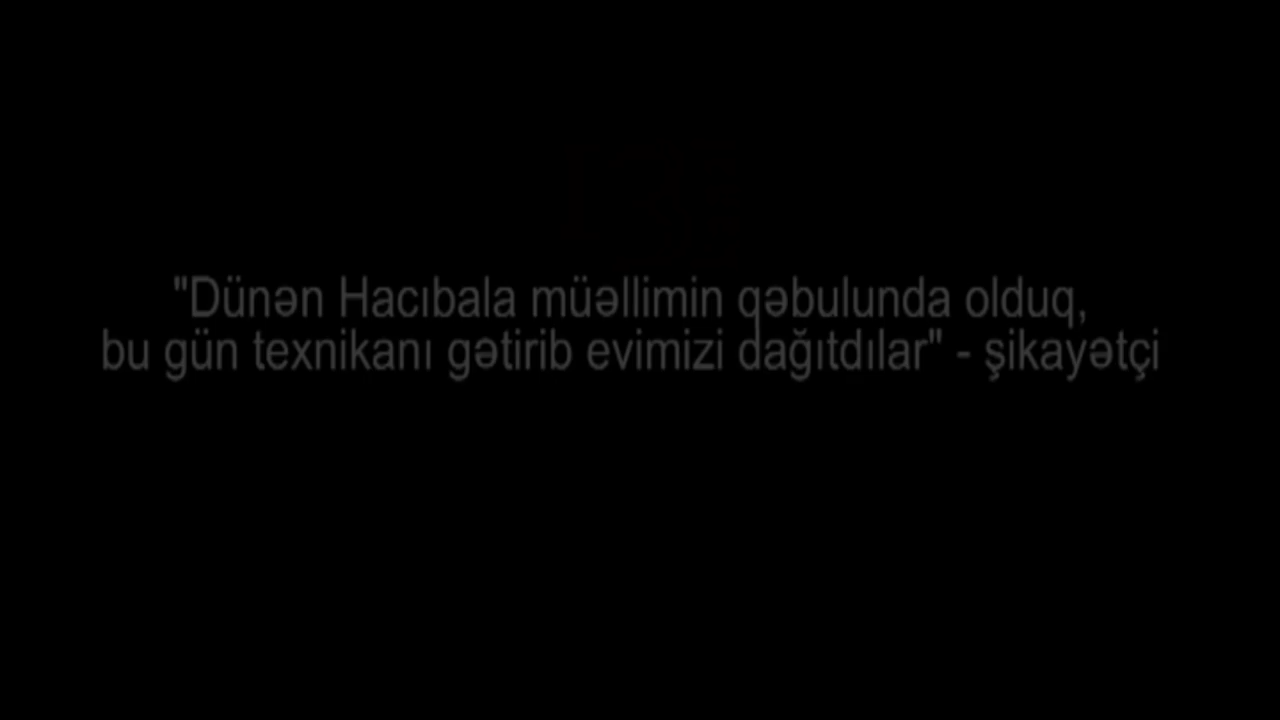 "Dünən Hacıbala müəllimin qəbulunda olduq,
bu gün texnikanı gətirib evimizi dağıtdılar" - şikayətçi